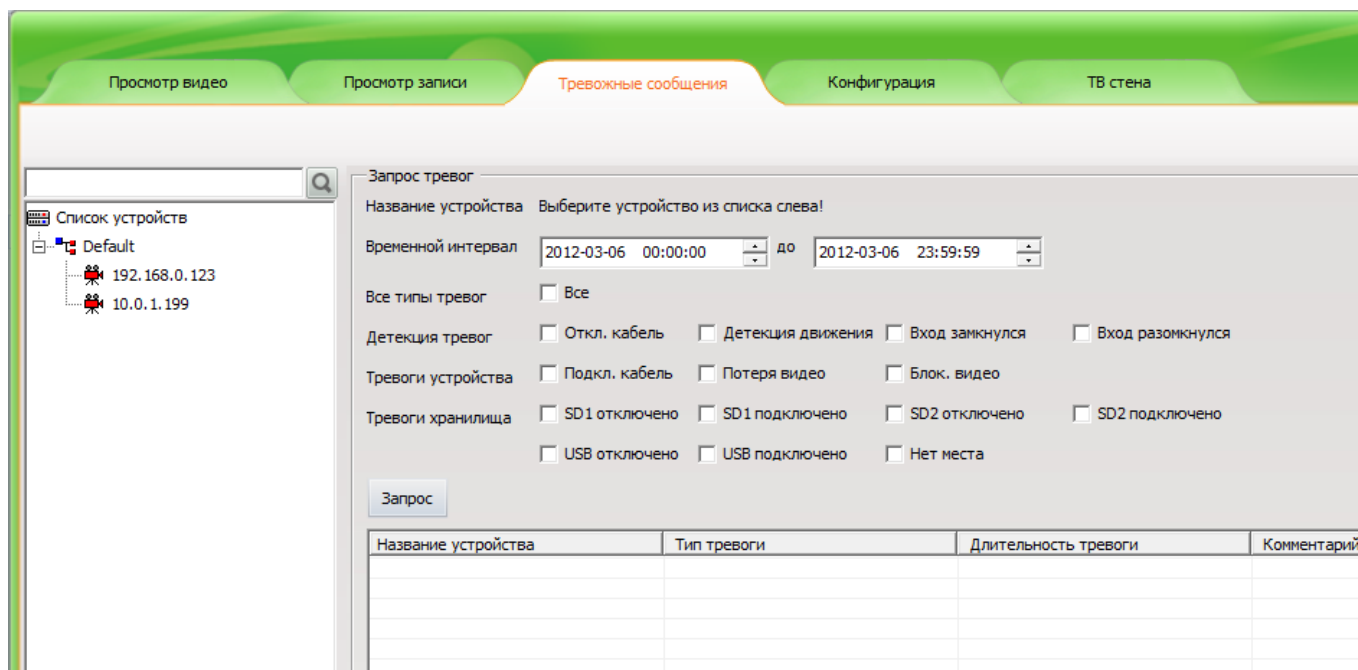 Просмотр видео Просмотр записи Тревожные сообщения Конфигурация ТВ стена
Список устройств
Default
192.168.0.123
10.0.1.199
Запрос тревог
Название устройства Выберите устройство из списка слева!
Временной интервал 2012-03-06 00:00:00 до 2012-03-06 23:59:59
Все типы тревог Все
Детекция тревог Откл. кабель Детекция движения Вход замкнулся Вход разомкнулся
Тревоги устройства Подкл. кабель Потеря видео Блок. видео
Тревоги хранилища SD1 отключено SD1 подключено SD2 отключено SD2 подключено
USB отключено USB подключено Нет места
Запрос
Название устройства Тип тревоги Длительность тревоги Комментарий